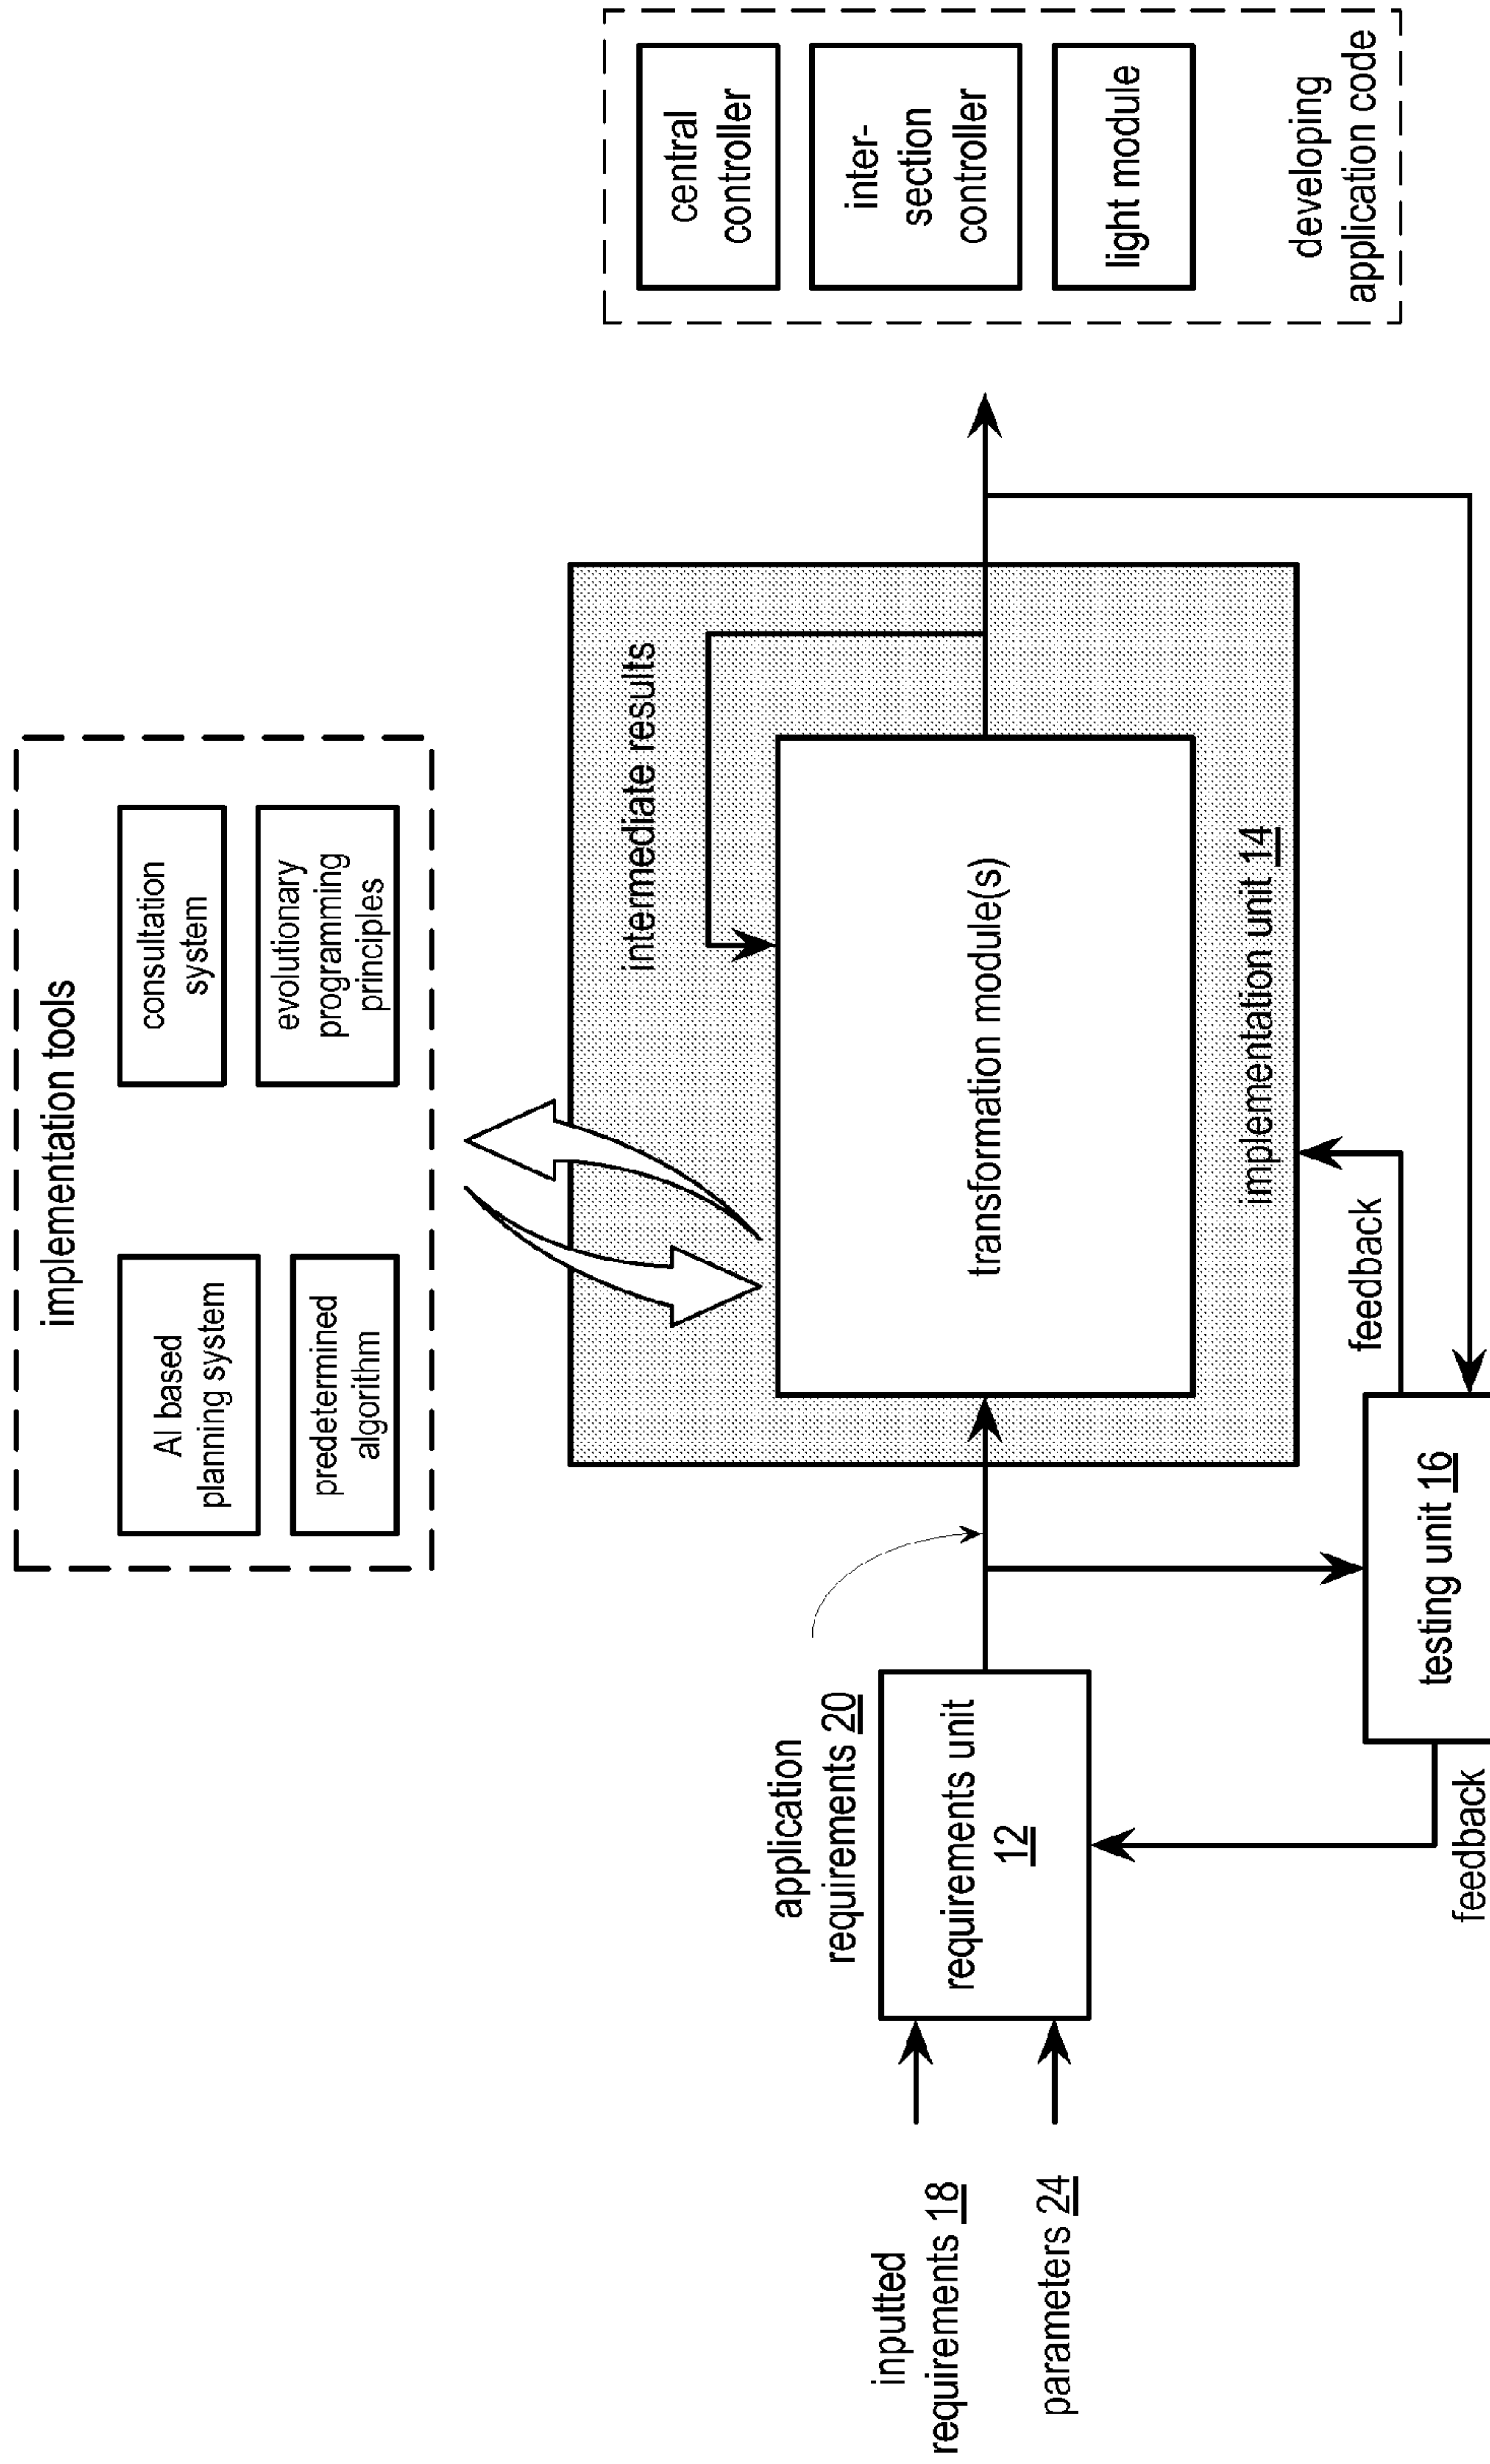 implementation tools
AI based
planning system
predetermined
algorithm
consultation
system
evolutionary
programming
principles
inputted
requirements 18
parameters 24
application
requirements 20
requirements unit
12
intermediate results
transformation module(s)
implementation unit 14
feedback
testing unit 16
feedback
central
controller
inter-
section
controller
light module
developing
application code